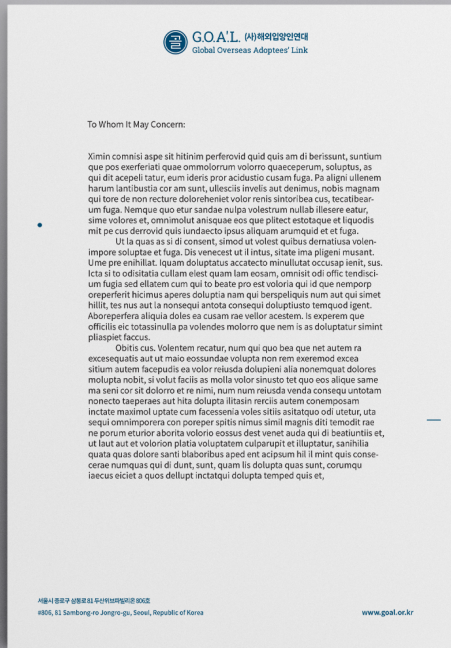 골 G.O.A.'L. (사)해외입양인연대
Global Overseas Adoptees' Link
To Whom It May Concern:
Ximin comnisi aspe sit hitinim perferovid quid quis am di berissunt, suntium
que pos exerferiati quae ommolorrum volorro quaeceperum, soluptus, as
qui dit acepeli tatur, eum ideris pror acidustio cusam fuga. Pa aligni ullenem
harum lantibustia cor am sunt, ullesciis invelis aut denimus, nobis magnam
qui tore de non recture doloreheniet volor renis sintoribea cus, tecatibear-
um fuga. Nemque quo etur sandae nulpa volestrum nullab illesere eatur,
sime volores et, omnimolut anisquae eos que plitect estotaque et liquodis
mit pe cus derrovid quis iundaecto ipsus aliquam arumquid et et fuga.
Ut la quas as si di consent, simod ut volest quibus dernatiusa volen-
impore soluptae et fuga. Dis venecest ut il intus, sitate ima pligeni musant.
Ume pre enihillat. Iquam doluptatus accatecto minullutat occusap ienit, sus.
Icta si to odisitatia cullam elest quam lam eosam, omnisit odi offic tendisci-
um fugia sed ellatem cum qui to beate pro est voloria qui id que nemporp
oreperferit hicimus aperes doluptia nam qui berspeliquis num aut qui simet
hillit, tes nus aut la nonsequi antota consequi doluptiusto temquod igent.
Aboreperfera aliquia doles ea cusam rae vellor acestem. Is experem que
officilis eic totassinulla pa volendes molorro que nem is as doluptatur simint
pliaspiet faccus.
Obitis cus. Volentem recatur, num qui quo bea que net autem ra
excesequatis aut ut maio eossundae volupta non rem exeremod excea
sitium autem facepudis ea volor reiusda dolupieni alia nonemquat dolores
molupta nobit, si volut faciis as molla volor sinusto tet quo eos alique same
ma seni cor sit dolorro et re nimi, num num reiusda venda consequ untotam
nonecto taeperaes aut hita dolupta ilitasin rerciis autem conemposam
inctate maximol uptate cum facessenia voles sitiis asitatquo odi utetur, uta
sequi omnimporera con poreper spitis nimus simil magnis diti temodit rae
ne porum eturior aborita volorio eossus dest venet auda qui di beatiuntiis et,
ut laut aut et volorion platia voluptatem culparupit et illuptatur, sanihilia
quata quas dolore santi blaboribus aped ent acipsum hil il mint quis conse-
cerae numquas qui di dunt, sunt, quam lis dolupta quas sunt, corumqu
iaecus eiciet a quos dellupt inctatqui dolupta temped quis et,
서울시 종로구 삼봉로 81 두산위브파빌리온 806호
#806, 81 Sambong-ro Jongro-gu, Seoul, Republic of Korea
www.goal.or.kr